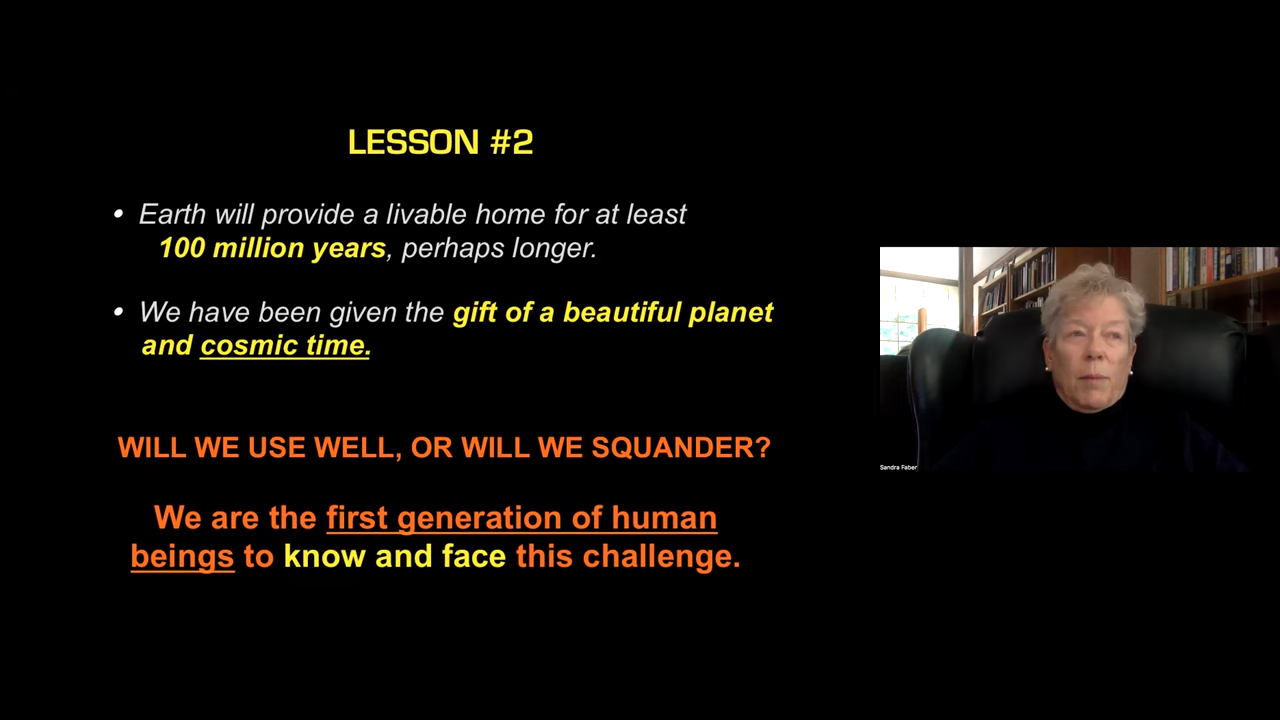 LESSON #2
• Earth will provide a livable home for at least
100 million years, perhaps longer.
• We have been given the gift of a beautiful planet
and cosmic time.
WILL WE USE WELL, OR WILL WE SQUANDER?
We are the first generation of human
beings to know and face this challenge.
Sandra Faber